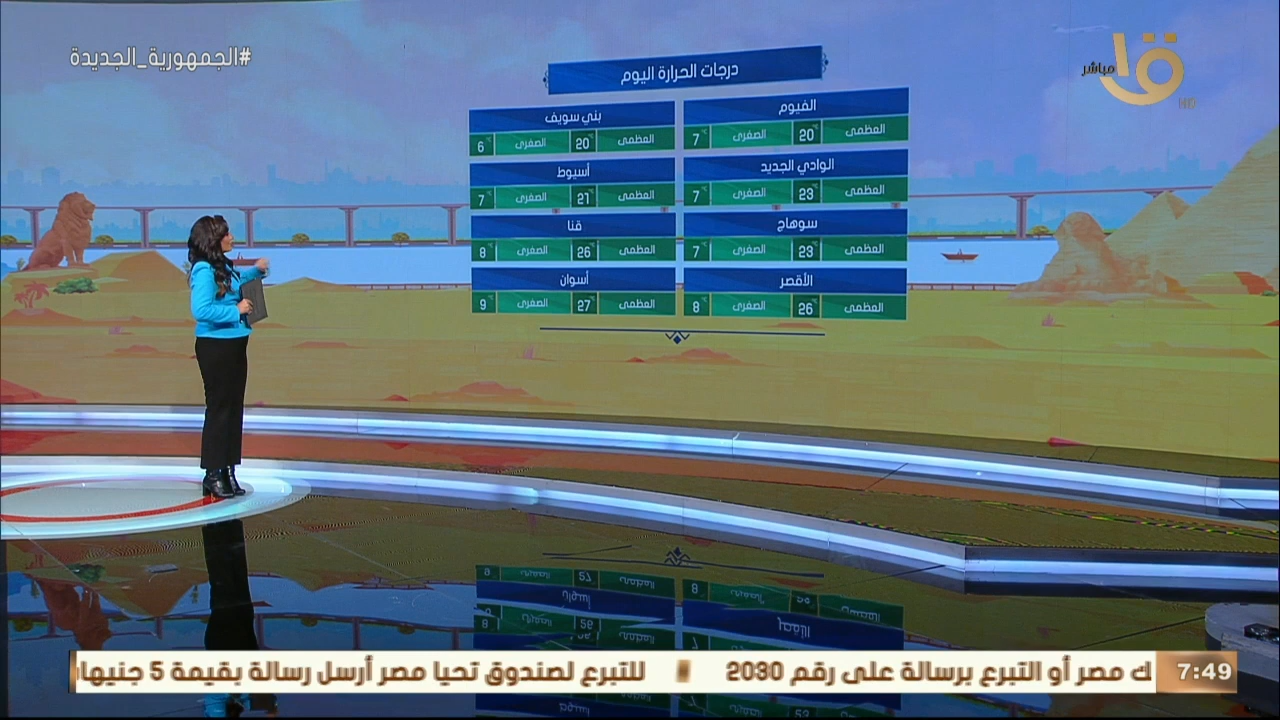 #الجمهورية_الجديدة
مباشر
HD
درجات الحرارة اليوم
الفيوم
العظمى 20°c الصغرى 7°c
بني سويف
العظمى 20°c الصغرى 6°c
الوادي الجديد
العظمى 23°c الصغرى 7°c
أسيوط
العظمى 21°c الصغرى 7°c
سوهاج
العظمى 23°c الصغرى 7°c
قنا
العظمى 26°c الصغرى 8°c
الأقصر
العظمى 26°c الصغرى 8°c
أسوان
العظمى 27°c الصغرى 9°c
7:49
ك مصر أو التبرع برسالة على رقم 2030 للتبرع لصندوق تحيا مصر أرسل رسالة بقيمة 5 جنيها